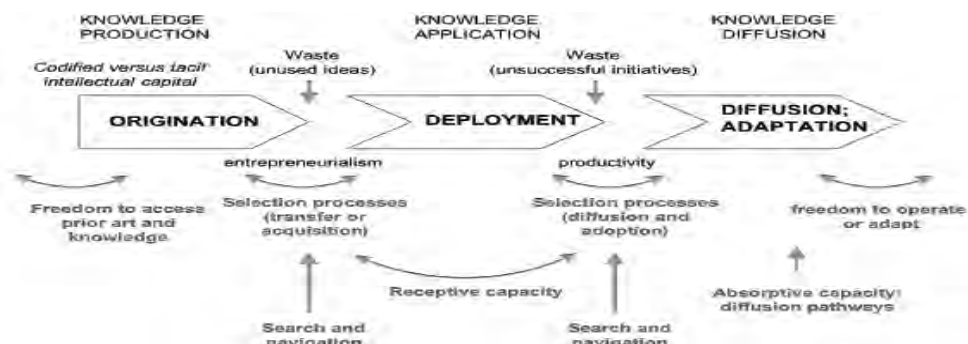 KNOWLEDGE
PRODUCTION
KNOWLEDGE
APPLICATION
KNOWLEDGE
DIFFUSION
Codified versus tacit
intellectual capital
Waste
(unused ideas)
Waste
(unsuccessful initiatives)
ORIGINATION
DEPLOYMENT
DIFFUSION;
ADAPTATION
entrepreneurialism
productivity
Freedom to access
prior art and
knowledge
Selection processes
(transfer or
acquisition)
Selection processes
(diffusion and
adoption)
freedom to operate
or adapt
Receptive capacity
Absorptive capacity:
diffusion pathways
Search and
navigation
Search and
navigation